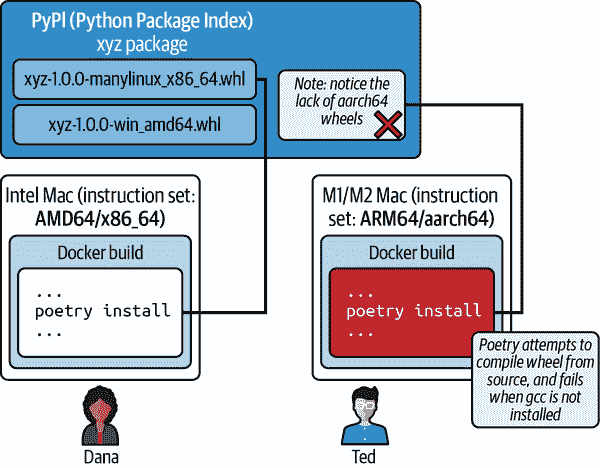 PyPI (Python Package Index)
xyz package
xyz-1.0.0-manylinux_x86_64.whl
xyz-1.0.0-win_amd64.whl
Note: notice the
lack of aarch64
wheels
Intel Mac (instruction set:
AMD64/x86_64)
Docker build
...
poetry install
...
Dana
M1/M2 Mac (instruction
set: ARM64/aarch64)
Docker build
...
poetry install
...
Poetry attempts to
compile wheel from
source, and fails
when gcc is not
installed
Ted